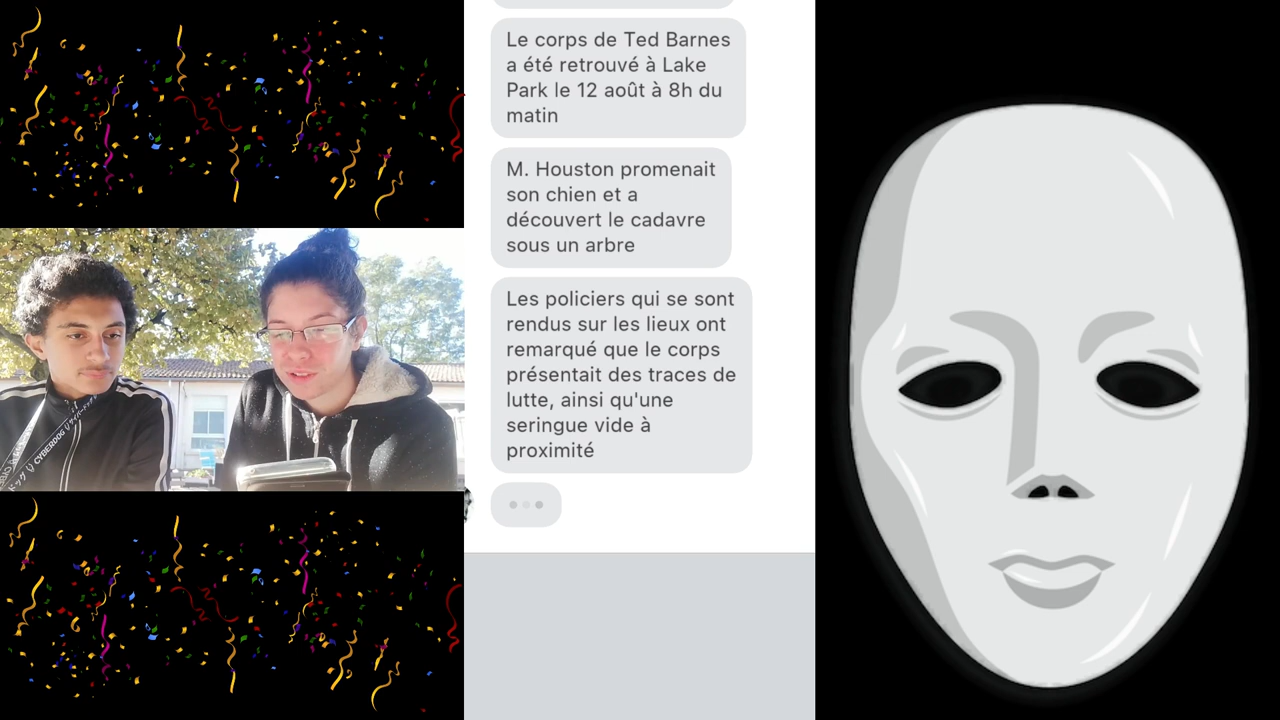 Le corps de Ted Barnes
a été retrouvé à Lake
Park le 12 août à 8h du
matin
M. Houston promenait
son chien et a
découvert le cadavre
sous un arbre
Les policiers qui se sont
rendus sur les lieux ont
remarqué que le corps
présentait des traces de
lutte, ainsi qu'une
seringue vide à
proximité
CYBERDOG